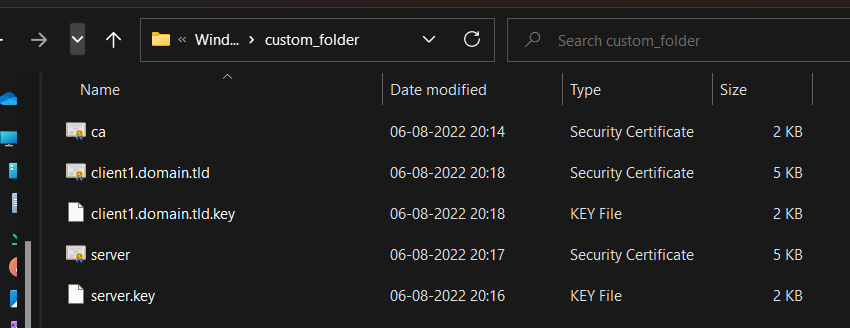 Wind... custom_folder Search custom_folder
Name Date modified Type Size
ca 06-08-2022 20:14 Security Certificate 2 KB
client1.domain.tld 06-08-2022 20:18 Security Certificate 5 KB
client1.domain.tld.key 06-08-2022 20:18 KEY File 2 KB
server 06-08-2022 20:17 Security Certificate 5 KB
server.key 06-08-2022 20:16 KEY File 2 KB